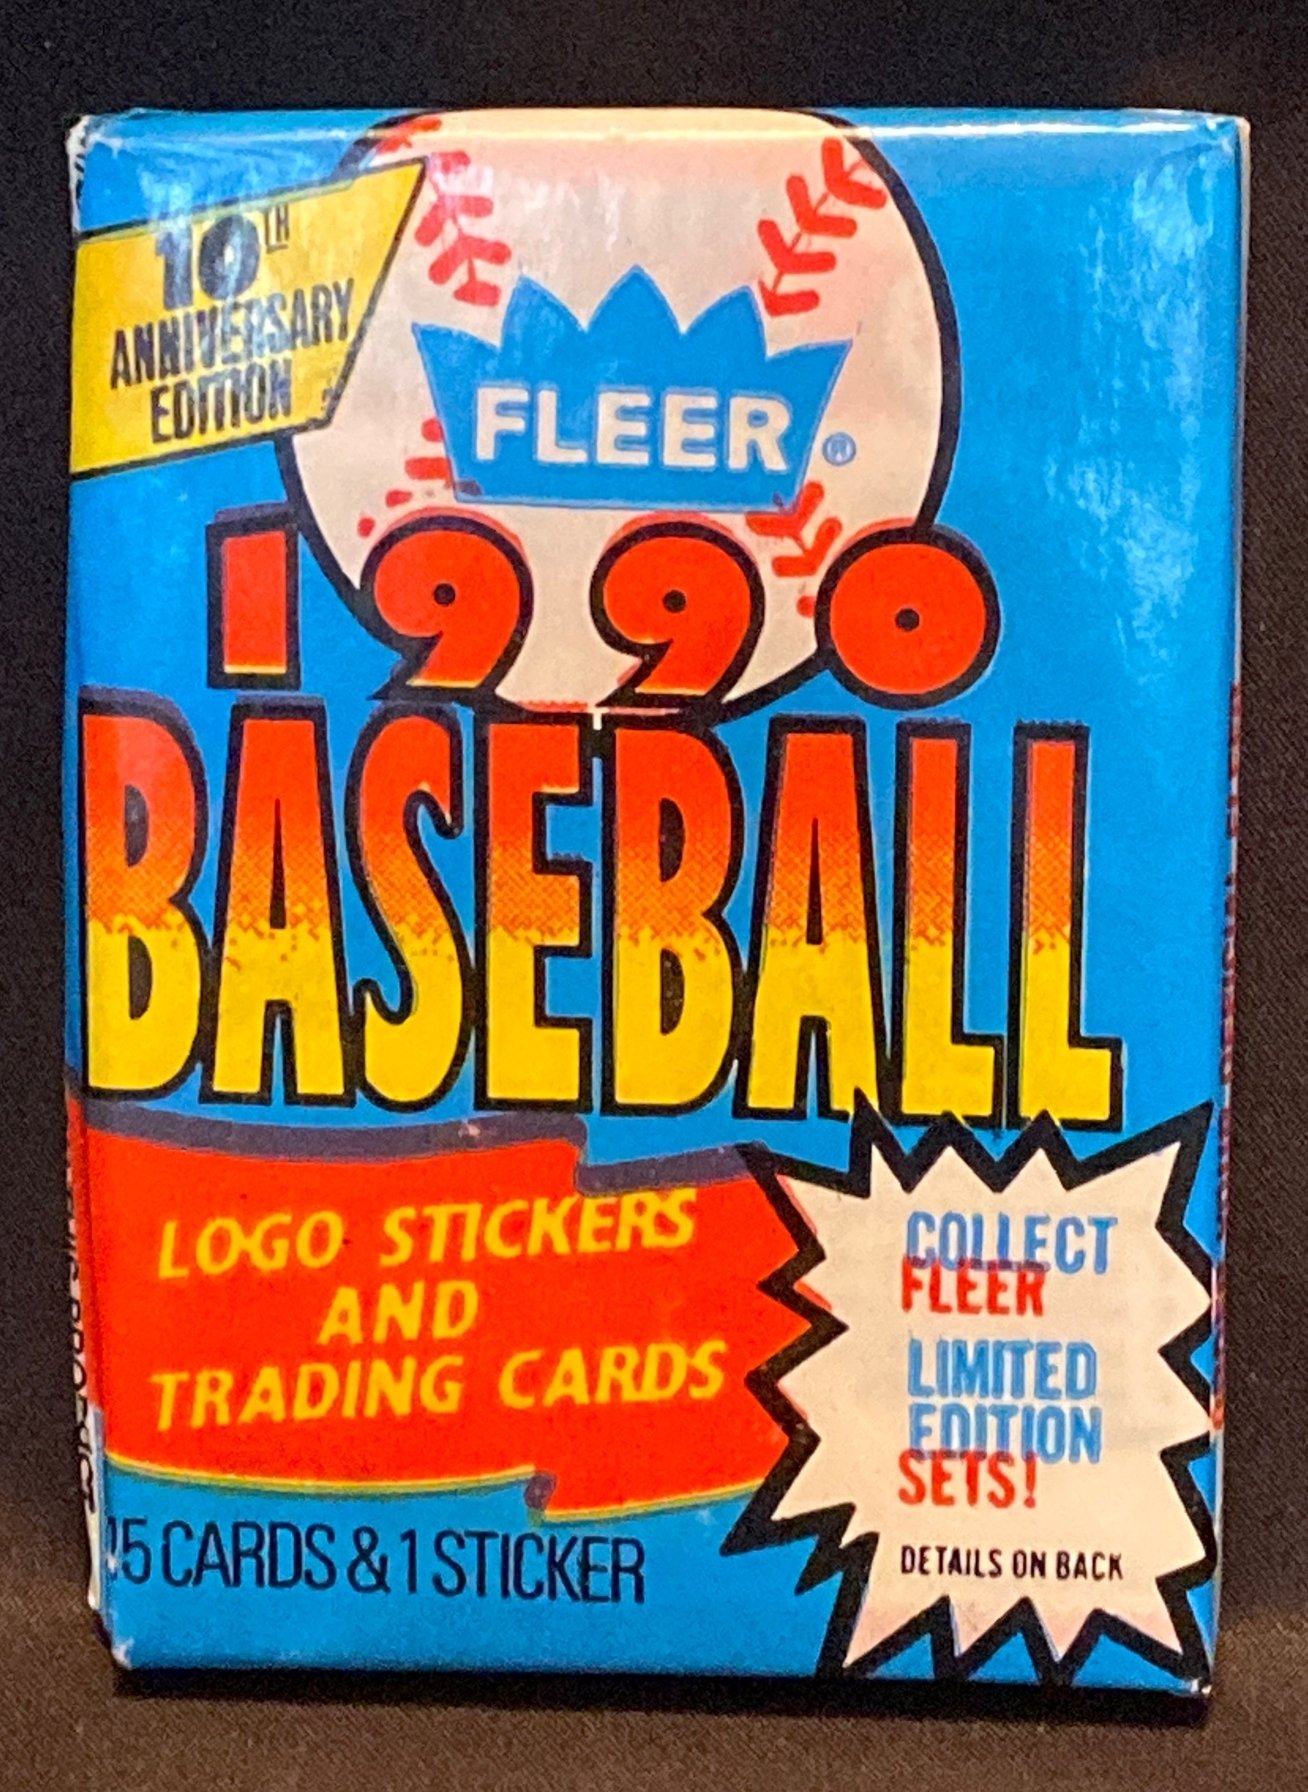 10TH
ANNIVERSARY
EDITION
FLEER®
1990
BASEBALL
LOGO STICKERS
AND
TRADING CARDS
COLLECT
FLEER
LIMITED
EDITION
SETS!
DETAILS ON BACK
15 CARDS & 1 STICKER